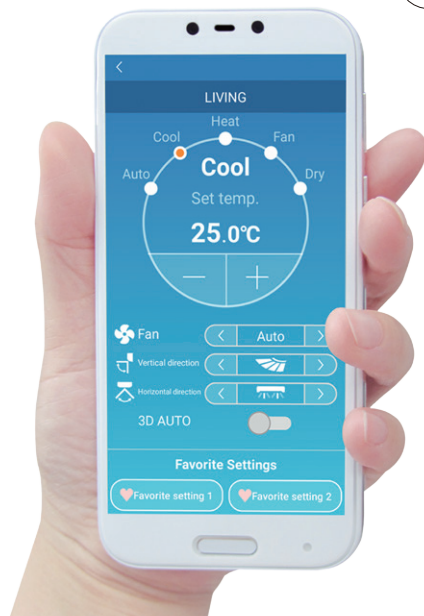 LIVING
Heat
Cool
Fan
Auto
Dry
Cool
Set temp.
25.0°C
Fan
Auto
Vertical direction
Horizontal direction
3D AUTO
Favorite Settings
Favorite setting 1
Favorite setting 2